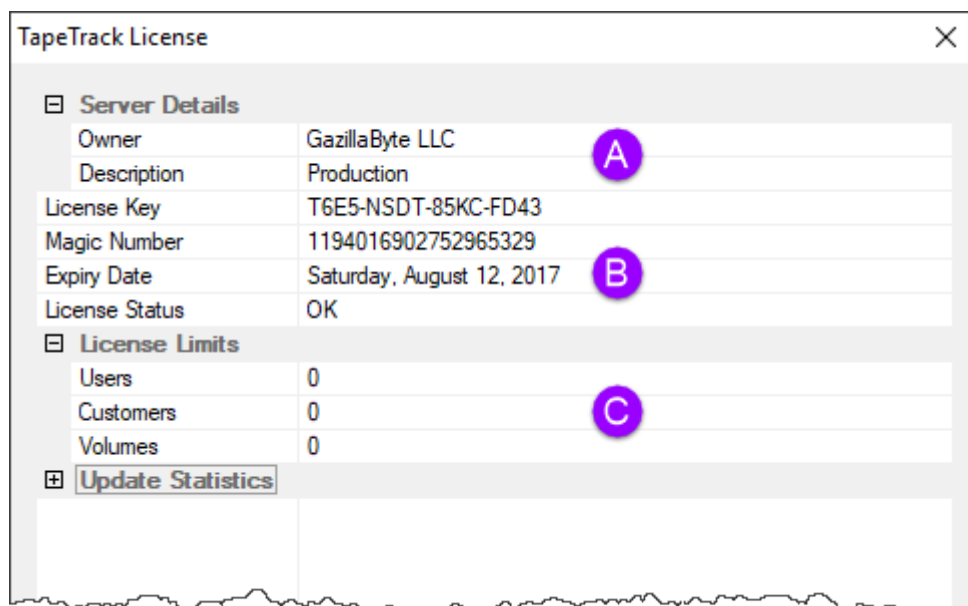 TapeTrack License
Server Details
Owner GazillaByte LLC
A
Description Production
License Key T6E5-NSDT-85KC-FD43
Magic Number 1194016902752965329
Expiry Date Saturday, August 12, 2017 B
License Status OK
License Limits
Users 0
Customers 0 C
Volumes 0
Update Statistics